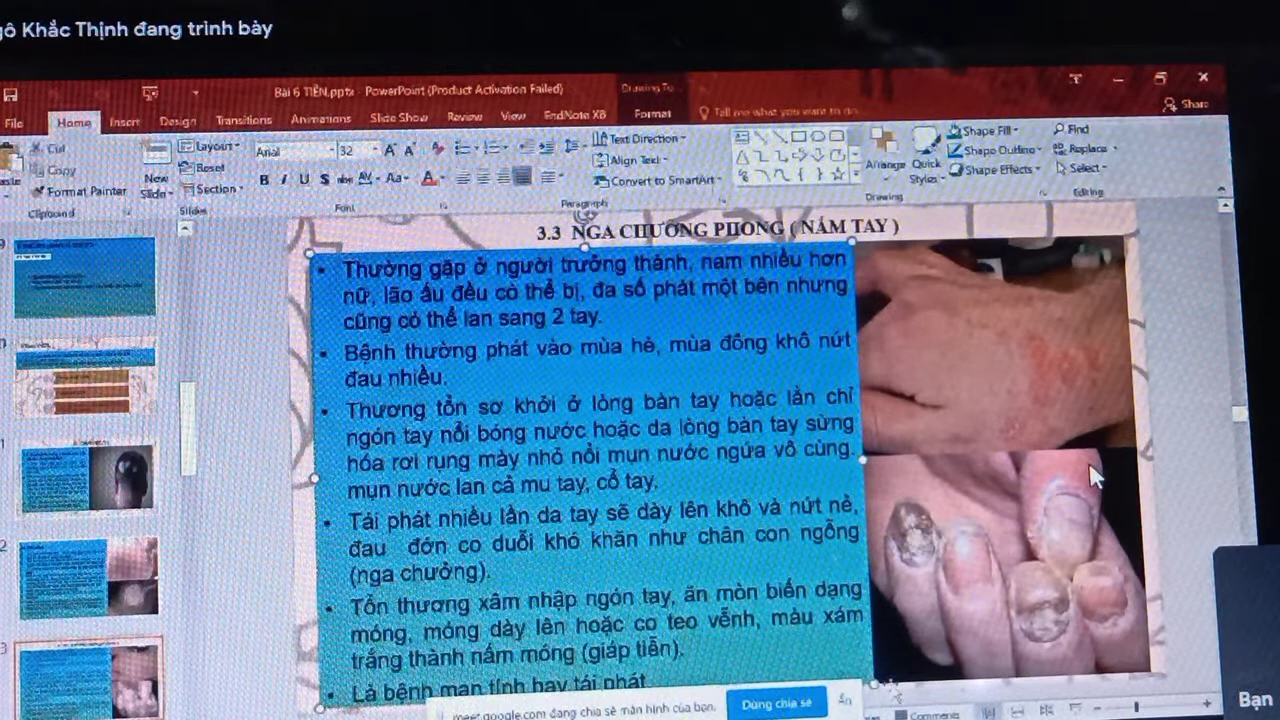 gô Khắc Thịnh đang trình bày
Bài 6 TIỀN.pptx - PowerPoint (Product Activation Failed)
Drawing To...
File Home Insert Design Transitions Animations Slide Show Review View EndNote X8 Format Tell me what you want to do
Share
Cut
Copy
Format Painter
Clipboard
New
Slide
Layout
Reset
Section
Slides
Arial 32
B I U S abc AV Aa A
Font
Text Direction
Align Text
Convert to SmartArt
Paragraph
Arrange
Quick
Styles
Shape Fill
Shape Outline
Shape Effects
Drawing
Find
Replace
Select
Editing
3.3 NGA CHƯỞNG PHONG ( NẤM TAY )
• Thường gặp ở người trưởng thành, nam nhiều hơn
nữ, lão ấu đều có thể bị, đa số phát một bên nhưng
cũng có thể lan sang 2 tay.
• Bệnh thường phát vào mùa hè, mùa đông khô nứt
đau nhiều.
• Thương tổn sơ khởi ở lòng bàn tay hoặc lằn chỉ
ngón tay nổi bóng nước hoặc da lòng bàn tay sừng
hóa rơi rụng mày nhỏ nổi mụn nước ngứa vô cùng.
mụn nước lan cả mu tay, cổ tay.
• Tái phát nhiều lần da tay sẽ dày lên khô và nứt nẻ,
đau đớn co duỗi khó khăn như chân con ngỗng
(nga chưởng).
• Tổn thương xâm nhập ngón tay, ăn mòn biến dạng
móng, móng dày lên hoặc co teo vểnh, màu xám
trắng thành nấm móng (giáp tiễn).
• Là bệnh mạn tính hay tái phát
meet.google.com đang chia sẻ màn hình của bạn.
Dừng chia sẻ
Ẩn
Comments
Bạn